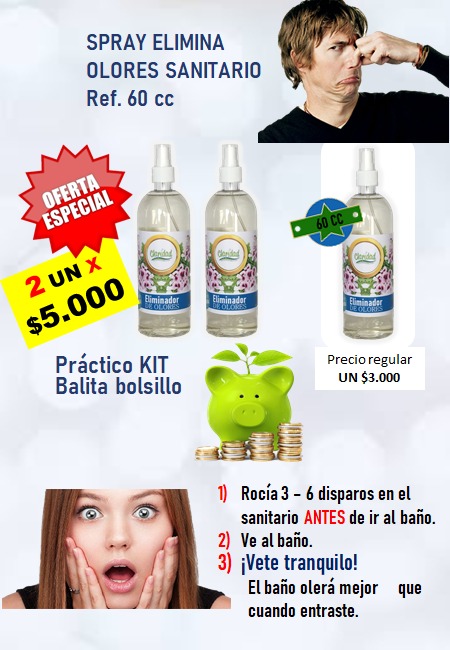 SPRAY ELIMINA
OLORES SANITARIO
Ref. 60 cc
OFERTA
ESPECIAL
2 UN X
$5.000
Claridad
Eliminador
DE OLORES
Claridad
Eliminador
DE OLORES
60 CC
Claridad
Eliminador
DE OLORES
Precio regular
UN $3.000
Práctico KIT
Balita bolsillo
1) Rocía 3 – 6 disparos en el
sanitario ANTES de ir al baño.
2) Ve al baño.
3) ¡Vete tranquilo!
El baño olerá mejor que
cuando entraste.